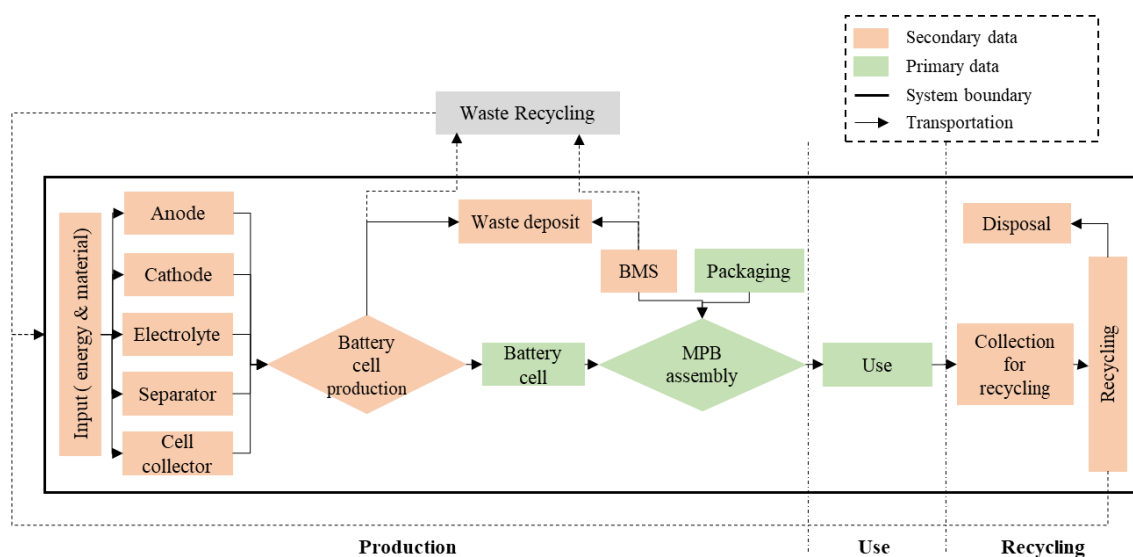 Secondary data
Primary data
System boundary
Transportation
Waste Recycling
Input ( energy & material)
Anode
Cathode
Electrolyte
Separator
Cell
collector
Battery
cell
production
Waste deposit
BMS
Packaging
Battery
cell
MPB
assembly
Use
Disposal
Collection
for
recycling
Recycling
Production
Use
Recycling